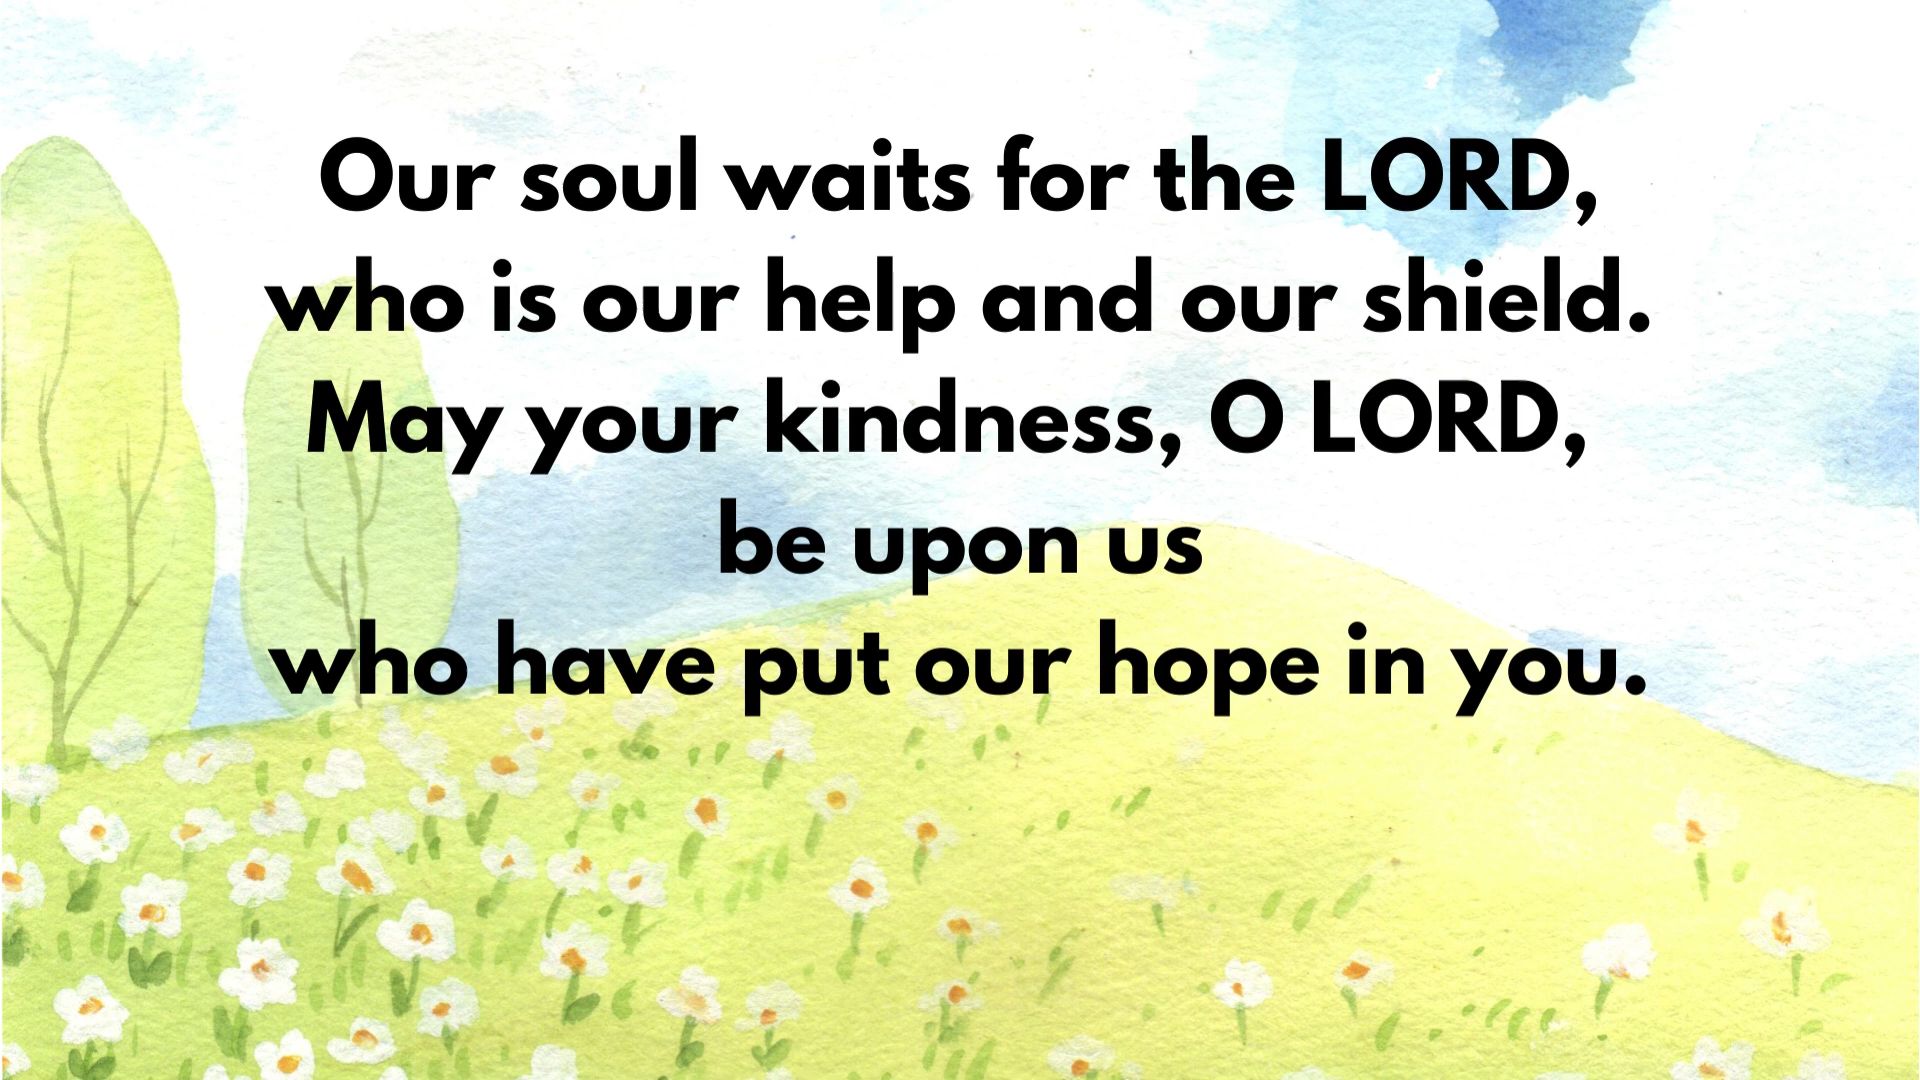 Our soul waits for the LORD,
who is our help and our shield.
May your kindness, O LORD,
be upon us
who have put our hope in you.